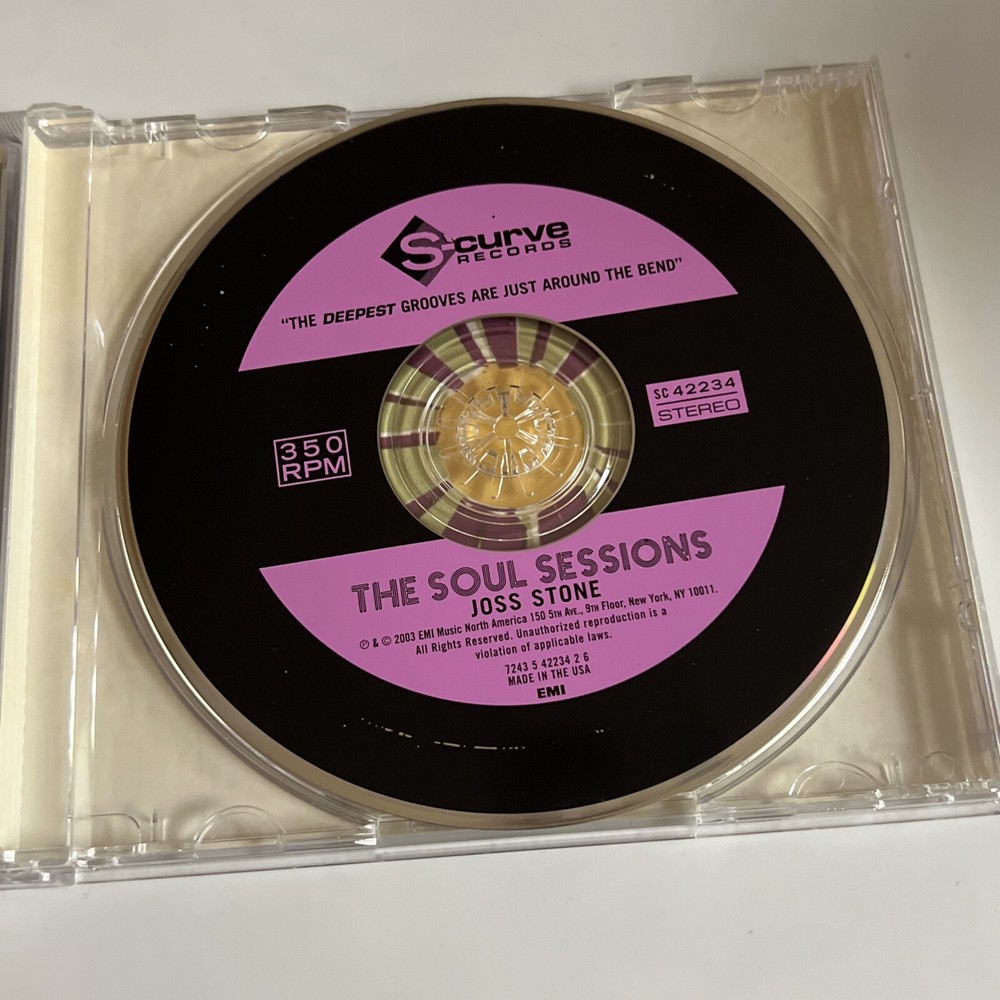 S-curve
RECORDS
"THE DEEPEST GROOVES ARE JUST AROUND THE BEND"
350
RPM
SC 42234
STEREO
THE SOUL SESSIONS
JOSS STONE
℗ & © 2003 EMI Music North America 150 5TH AVE., 9TH Floor, New York, NY 10011.
All Rights Reserved. Unauthorized reproduction is a
violation of applicable laws.
7243 5 42234 2 6
MADE IN THE USA
EMI